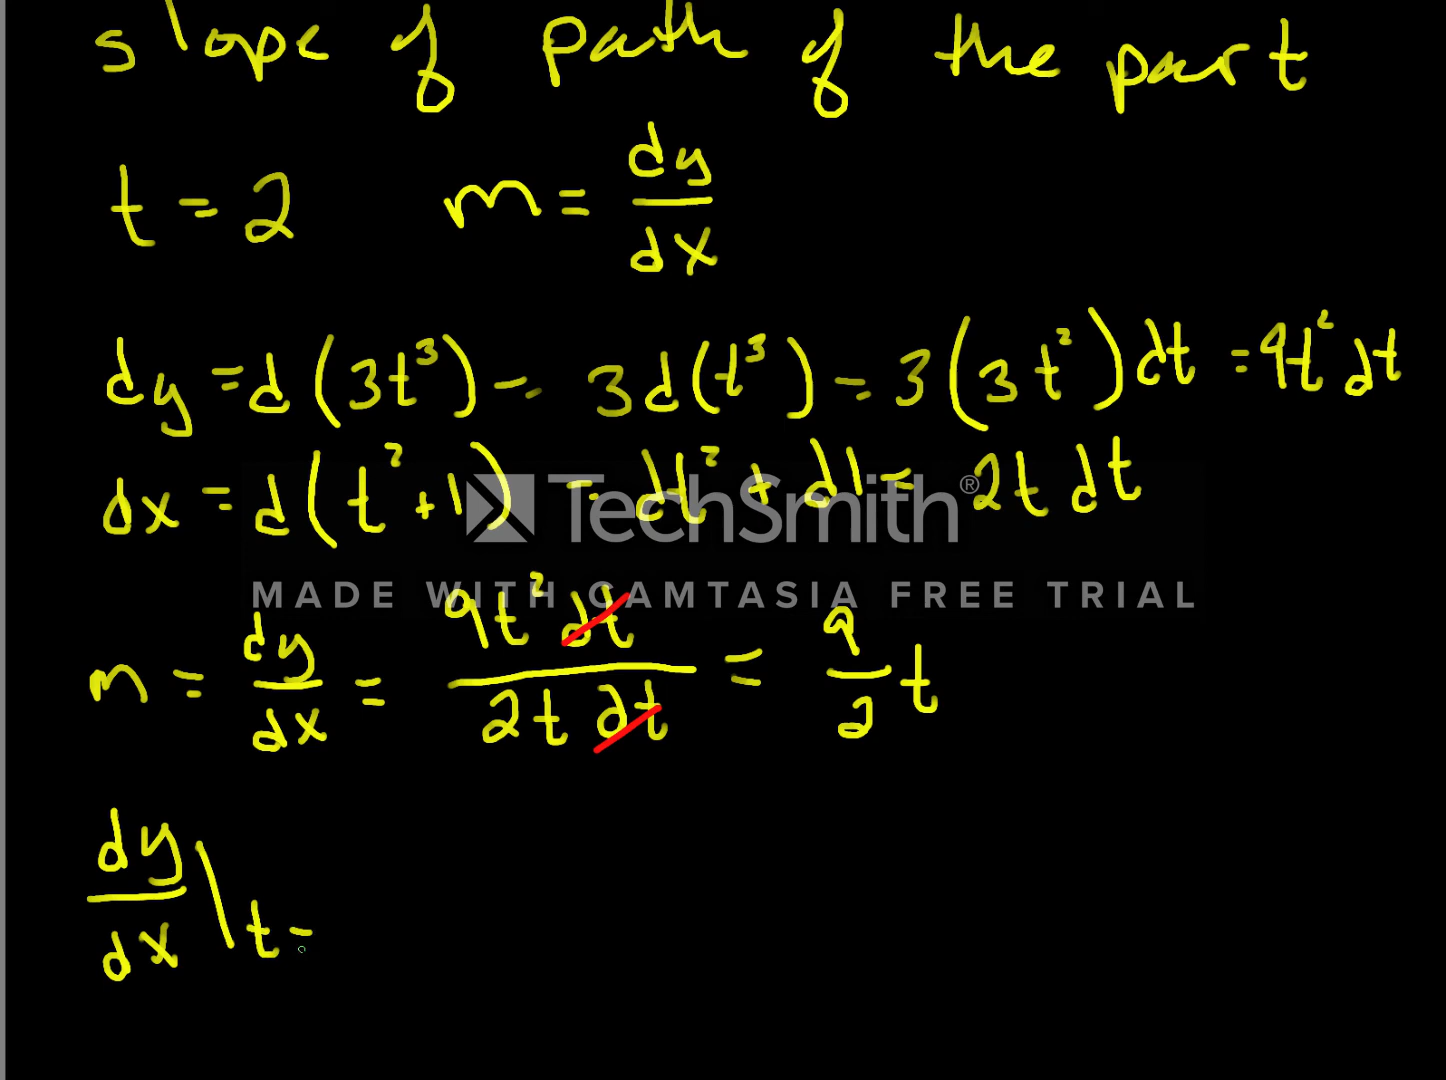 slope of path of the part
t = 2 m = dy/dx
dy = d(3t³) = 3d(t³) = 3(3t²)dt = 9t² dt
dx = d(t²+1) = dt² + d1 = 2t dt
TechSmith®
MADE WITH CAMTASIA FREE TRIAL
m = dy/dx = 9t² dt/2t dt = 9/2 t
dy/dx | t =